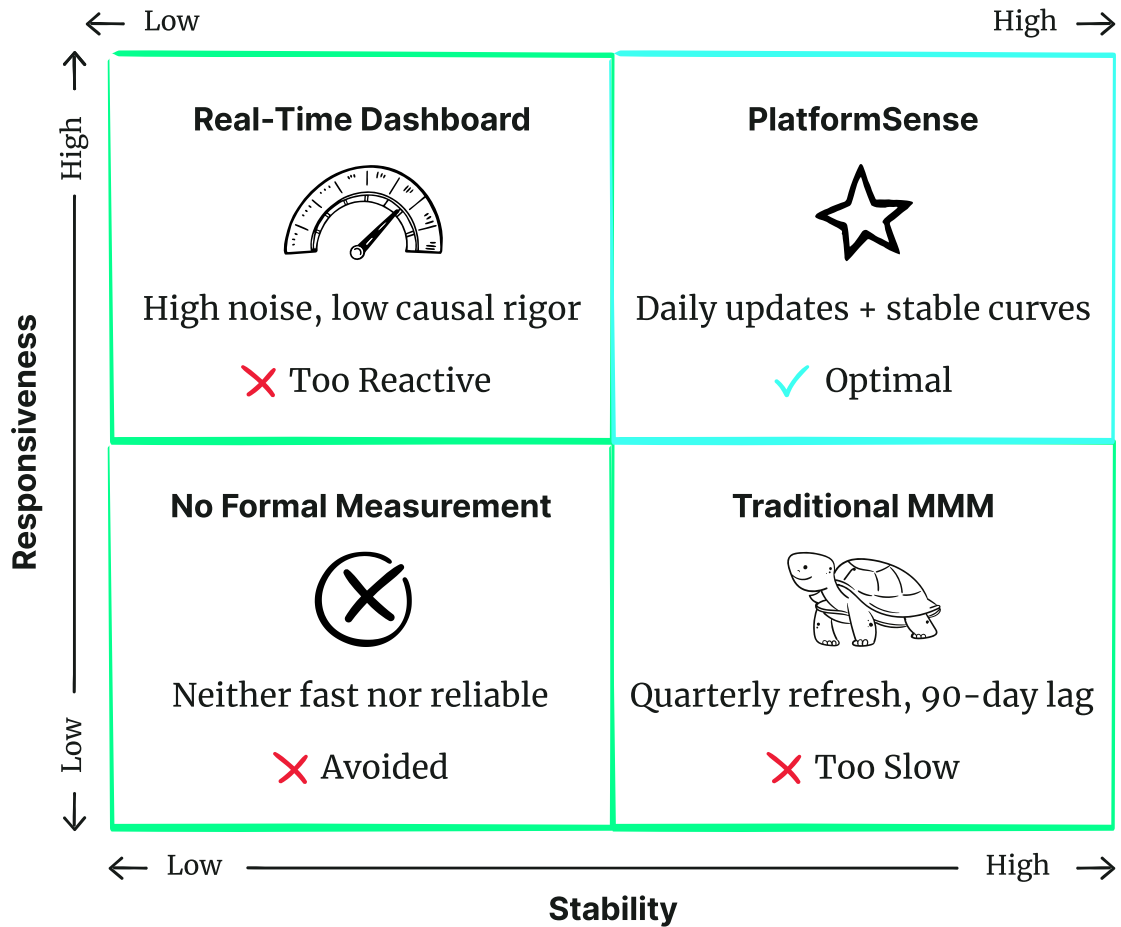 Low
High
High
Real-Time Dashboard
High noise, low causal rigor
Too Reactive
PlatformSense
Daily updates + stable curves
Optimal
Responsiveness
No Formal Measurement
Neither fast nor reliable
Avoided
Traditional MMM
Quarterly refresh, 90-day lag
Too Slow
Low
Low
High
Stability